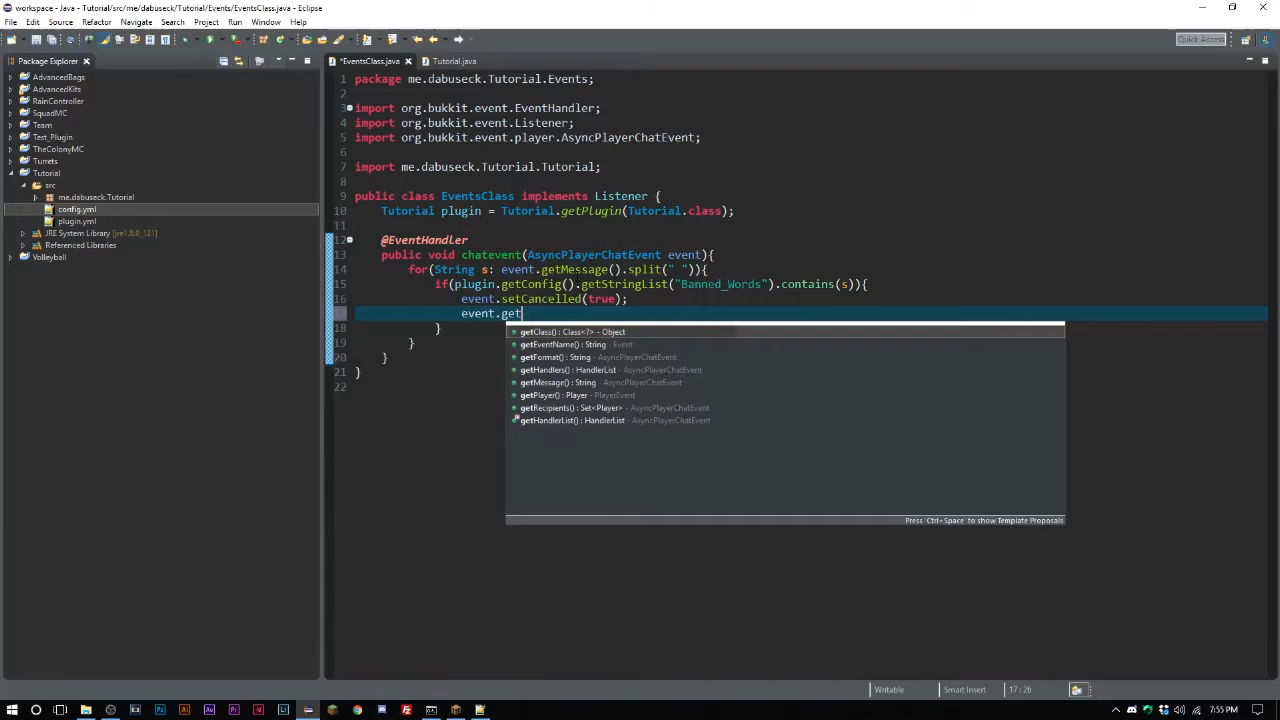 workspace - Java - Tutorial/src/me/dabuseck/Tutorial/Events/EventsClass.java - Eclipse
File Edit Source Refactor Navigate Search Project Run Window Help
Quick Access
Package Explorer
*EventsClass.java
Tutorial.java
AdvancedBags
AdvancedKits
RainController
SquadMC
Team
Test_Plugin
TheColonyMC
Turrets
Tutorial
src
me.dabuseck.Tutorial
config.yml
plugin.yml
JRE System Library [jre1.8.0_121]
Referenced Libraries
Volleyball
1 package me.dabuseck.Tutorial.Events;
2
3 import org.bukkit.event.EventHandler;
4 import org.bukkit.event.Listener;
5 import org.bukkit.event.player.AsyncPlayerChatEvent;
6
7 import me.dabuseck.Tutorial.Tutorial;
8
9 public class EventsClass implements Listener {
10 Tutorial plugin = Tutorial.getPlugin(Tutorial.class);
11
12 @EventHandler
13 public void chatevent(AsyncPlayerChatEvent event){
14 for(String s: event.getMessage().split(" ")){
15 if(plugin.getConfig().getStringList("Banned_Words").contains(s)){
16 event.setCancelled(true);
event.get
18 }
19 }
20 }
21 }
22
getClass() : Class<?> - Object
getEventName() : String - Event
getFormat() : String - AsyncPlayerChatEvent
getHandlers() : HandlerList - AsyncPlayerChatEvent
getMessage() : String - AsyncPlayerChatEvent
getPlayer() : Player - PlayerEvent
getRecipients() : Set<Player> - AsyncPlayerChatEvent
getHandlerList() : HandlerList - AsyncPlayerChatEvent
Press 'Ctrl+Space' to show Template Proposals
Writable
Smart Insert
17 : 26
7:55 PM